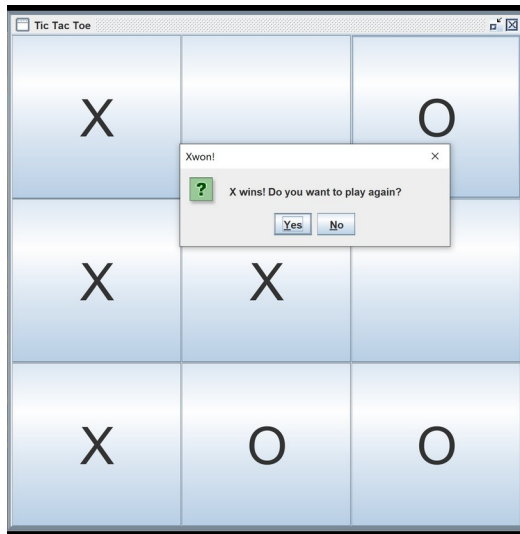 Tic Tac Toe
X O
Xwon!
X wins! Do you want to play again?
Yes No
X X
X O O